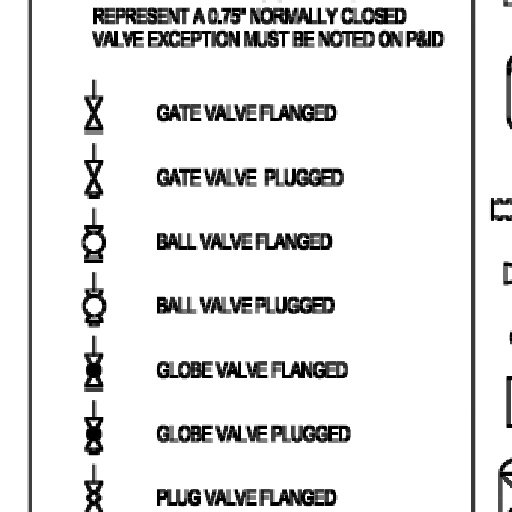 REPRESENT A 0.75" NORMALLY CLOSED
VALVE EXCEPTION MUST BE NOTED ON P&ID
GATE VALVE FLANGED
GATE VALVE PLUGGED
BALL VALVE FLANGED
BALL VALVE PLUGGED
GLOBE VALVE FLANGED
GLOBE VALVE PLUGGED
PLUG VALVE FLANGED